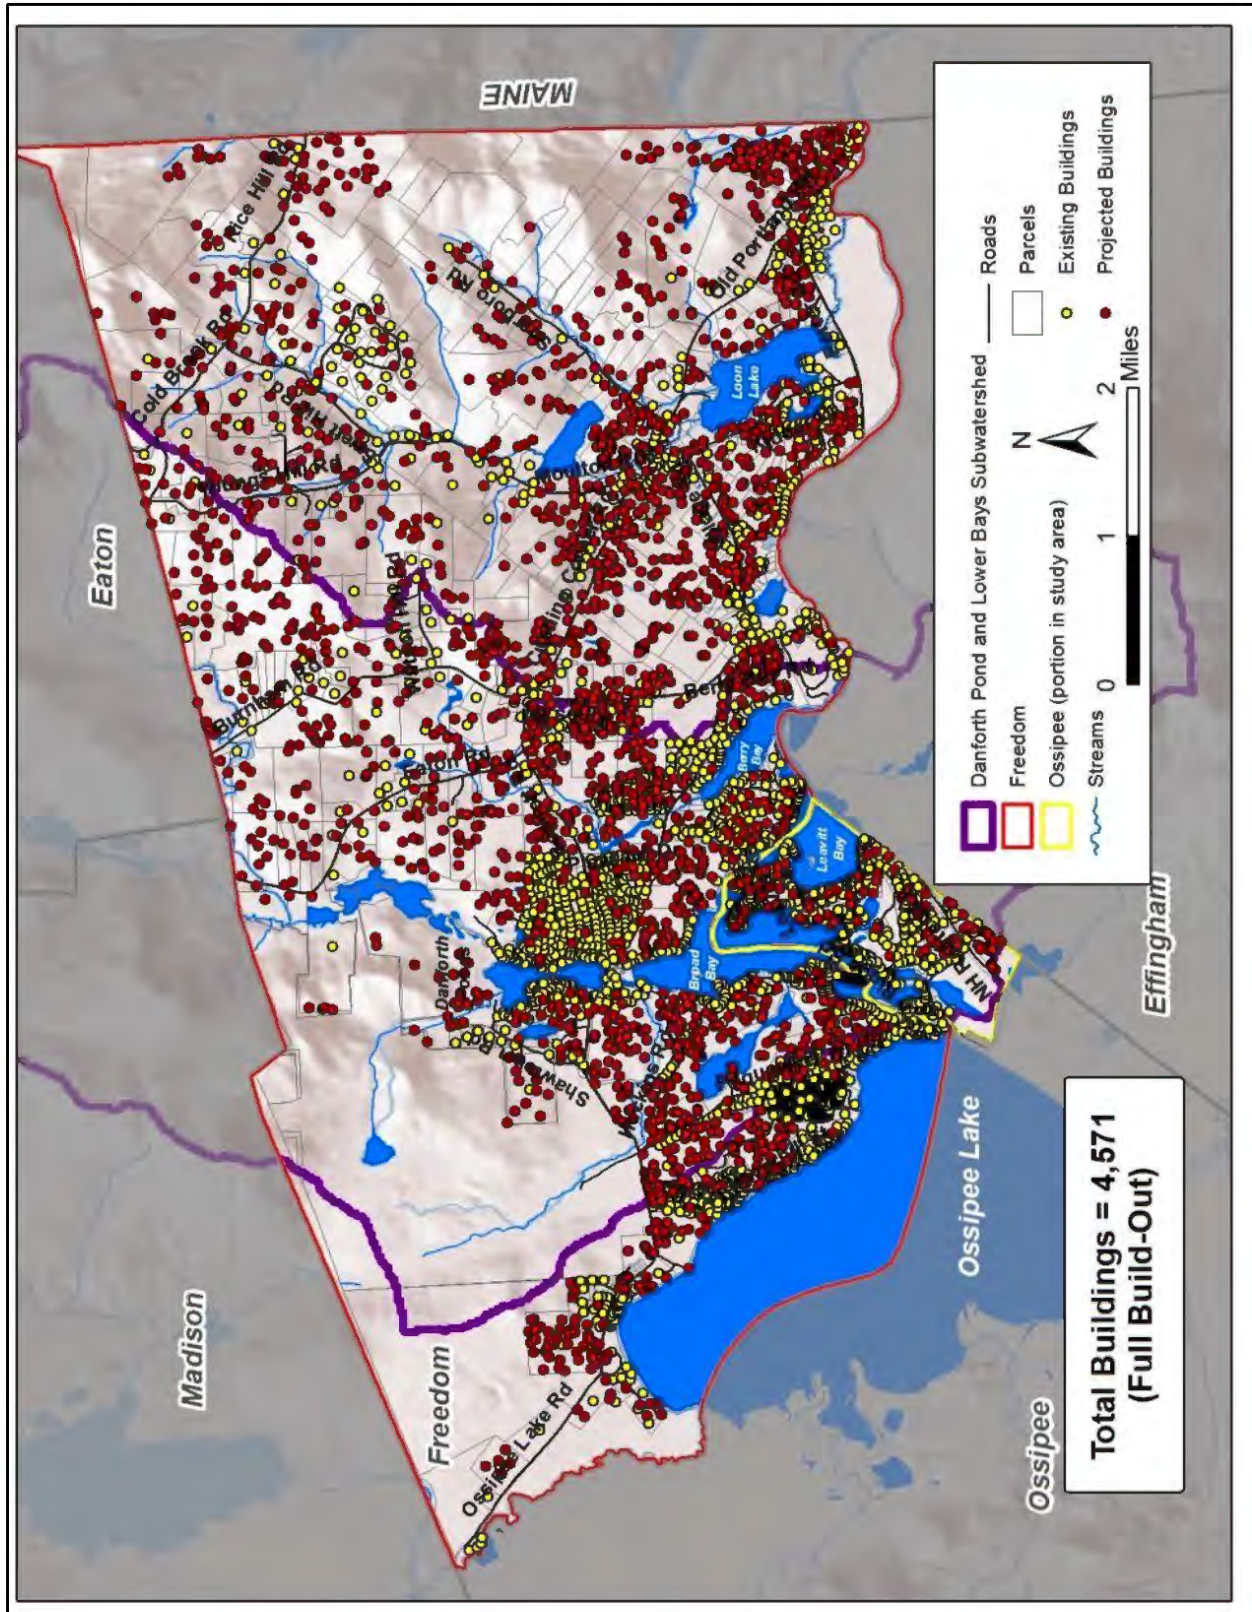 MAINE
Eaton
Madison
Freedom
Rice Hill Rd
Cold Brook Rd
Burnham Rd
Eaton Rd
Old Portland
Loon
Lake
Moulton Rd
Danforth
Ponds
Berry
Bay
Leavitt
Bay
Broad
Bay
Ossipee Lake Rd
Ossipee Lake
Ossipee
Effingham
Total Buildings = 4,571
(Full Build-Out)
Danforth Pond and Lower Bays Subwatershed
Freedom
Ossipee (portion in study area)
Streams
Roads
Parcels
Existing Buildings
Projected Buildings
N
0 1 2
Miles